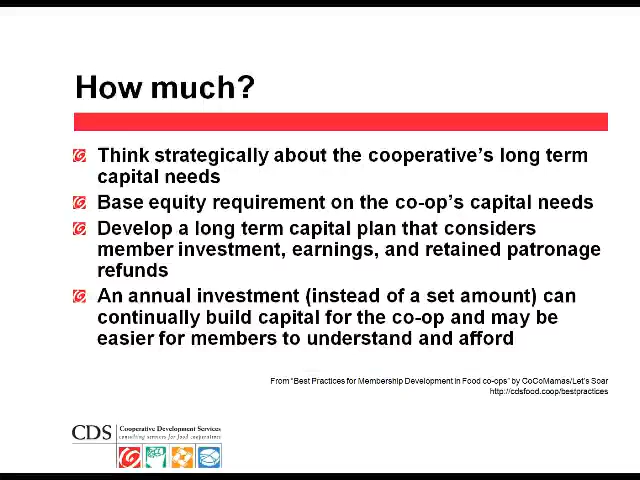 How much?
Think strategically about the cooperative's long term
capital needs
Base equity requirement on the co-op's capital needs
Develop a long term capital plan that considers
member investment, earnings, and retained patronage
refunds
An annual investment (instead of a set amount) can
continually build capital for the co-op and may be
easier for members to understand and afford
From "Best Practices for Membership Development in Food co-ops" by CoCoMamas/Let's Soar
http://cdsfood.coop/bestpractices
CDS Cooperative Development Services
consulting services for food cooperatives